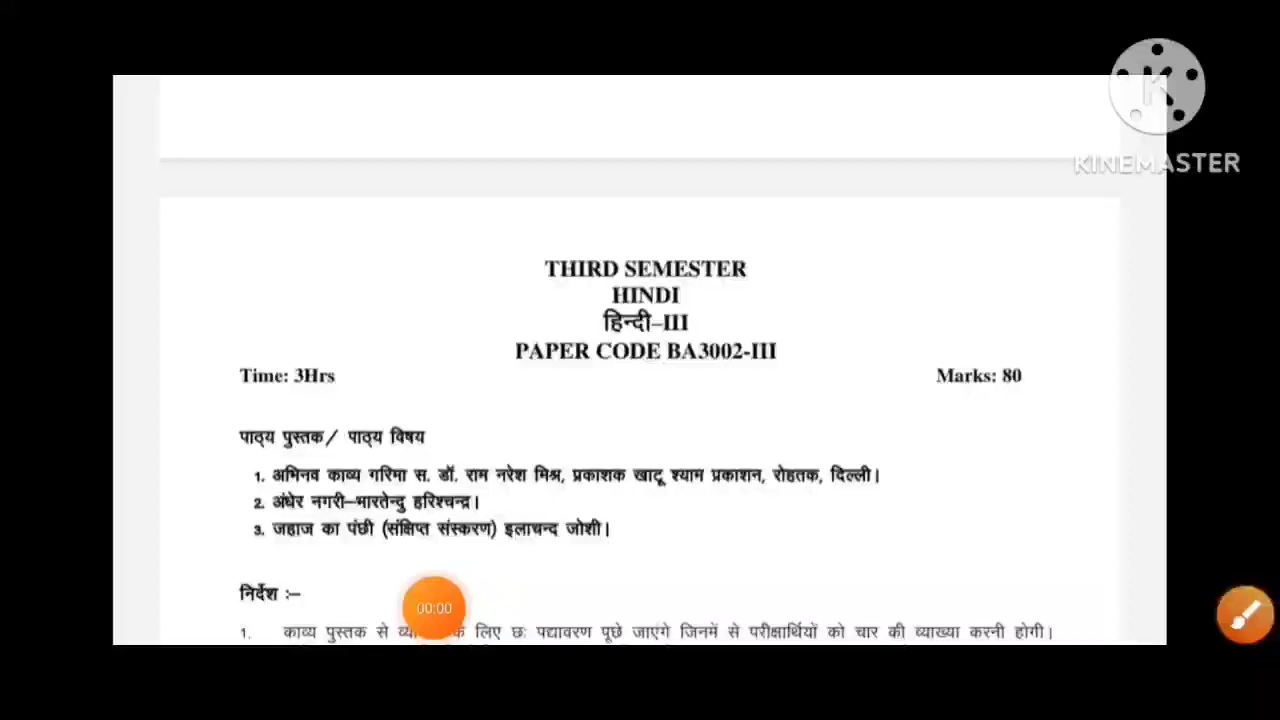 KINEMASTER
THIRD SEMESTER
HINDI
हिन्दी–III
PAPER CODE BA3002-III
Time: 3Hrs
Marks: 80
पाठ्य पुस्तक/ पाठ्य विषय
1. अभिनव काव्य गरिमा स. डॉ. राम नरेश मिश्र, प्रकाशक खाटू श्याम प्रकाशन, रोहतक, दिल्ली।
2. अंधेर नगरी–भारतेन्दु हरिश्चन्द्र।
3. जहाज का पंछी (संक्षिप्त संस्करण) इलाचन्द जोशी।
निर्देश :–
00:00
1. काव्य पुस्तक से के लिए छः पद्यावरण पूछे जाएंगे जिनमें से परीक्षार्थियों को चार की व्याख्या करनी होगी।